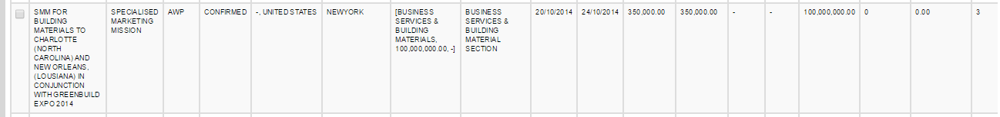 SMM FOR
BUILDING
MATERIALS TO
CHARLOTTE
(NORTH
CAROLINA) AND
NEW ORLEANS,
(LOUSIANA) IN
CONJUNCTION
WITH GREENBUILD
EXPO 2014
SPECIALISED
MARKETING
MISSION
AWP
CONFIRMED
-, UNITED STATES
NEWYORK
[BUSINESS
SERVICES &
BUILDING
MATERIALS,
100,000,000.00, -]
BUSINESS
SERVICES &
BUILDING
MATERIAL
SECTION
20/10/2014
24/10/2014
350,000.00
350,000.00
-
-
100,000,000.00
0
0.00
3